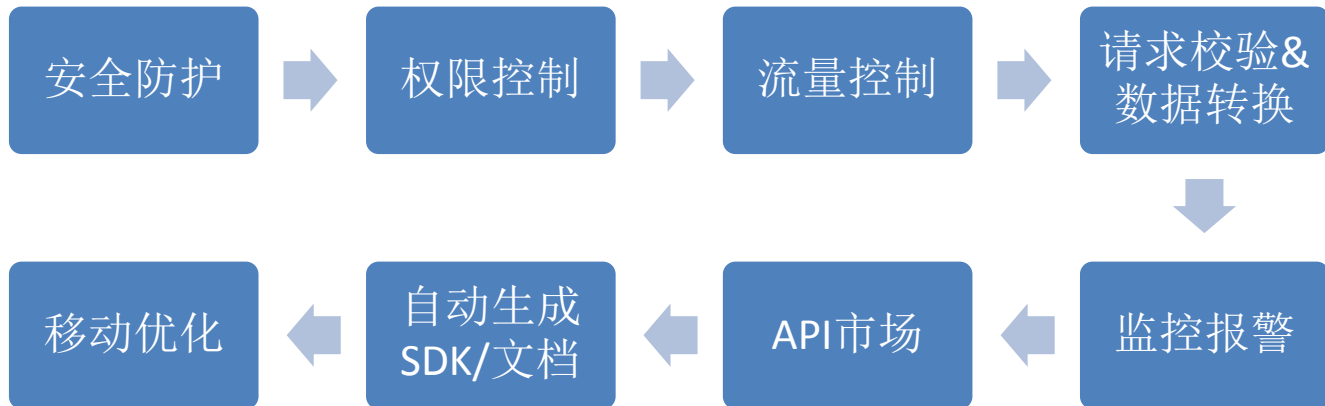 安全防护
权限控制
流量控制
请求校验&
数据转换
监控报警
API市场
自动生成
SDK/文档
移动优化